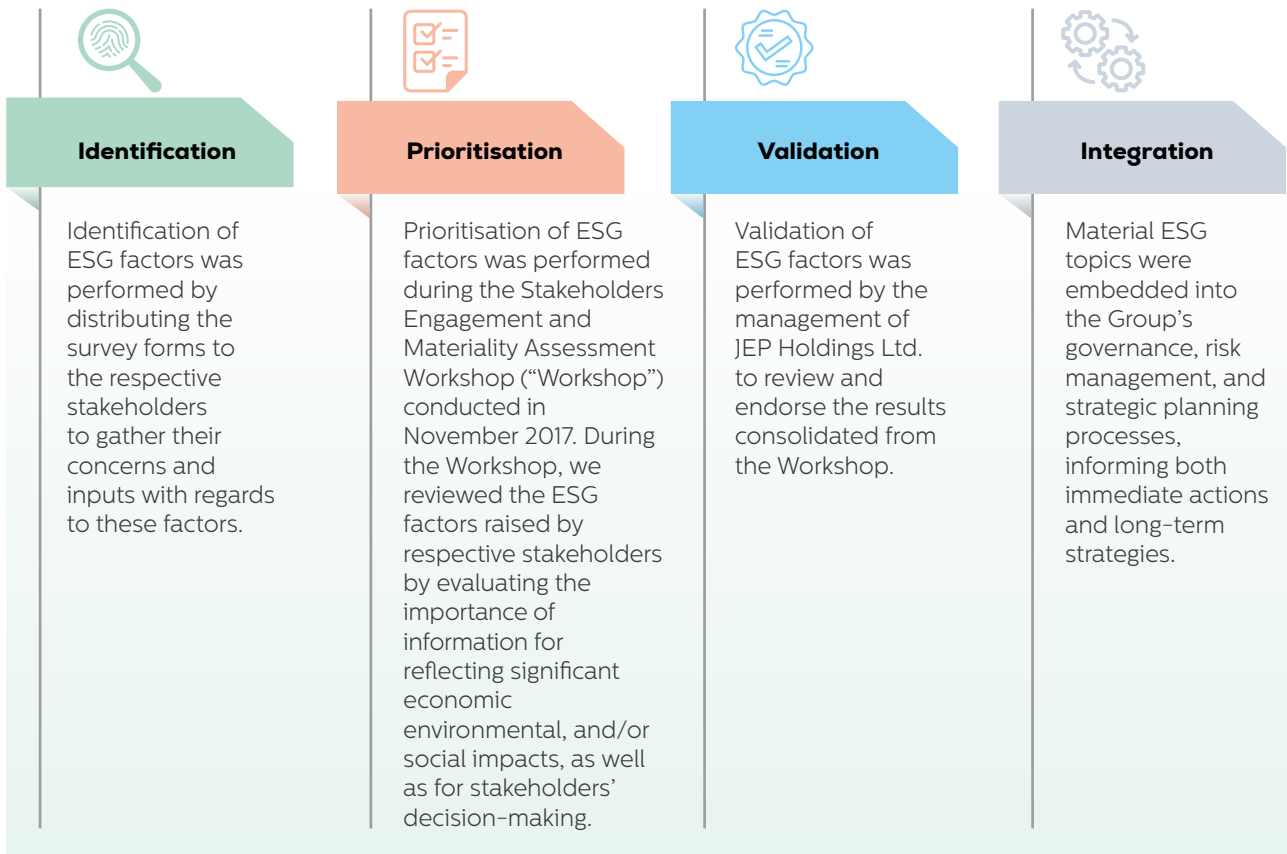 Identification
Identification of
ESG factors was
performed by
distributing the
survey forms to
the respective
stakeholders
to gather their
concerns and
inputs with regards
to these factors.
Prioritisation
Prioritisation of ESG
factors was performed
during the Stakeholders
Engagement and
Materiality Assessment
Workshop (“Workshop”)
conducted in
November 2017. During
the Workshop, we
reviewed the ESG
factors raised by
respective stakeholders
by evaluating the
importance of
information for
reflecting significant
economic
environmental, and/or
social impacts, as well
as for stakeholders’
decision-making.
Validation
Validation of
ESG factors was
performed by the
management of
JEP Holdings Ltd.
to review and
endorse the results
consolidated from
the Workshop.
Integration
Material ESG
topics were
embedded into
the Group’s
governance, risk
management, and
strategic planning
processes,
informing both
immediate actions
and long-term
strategies.